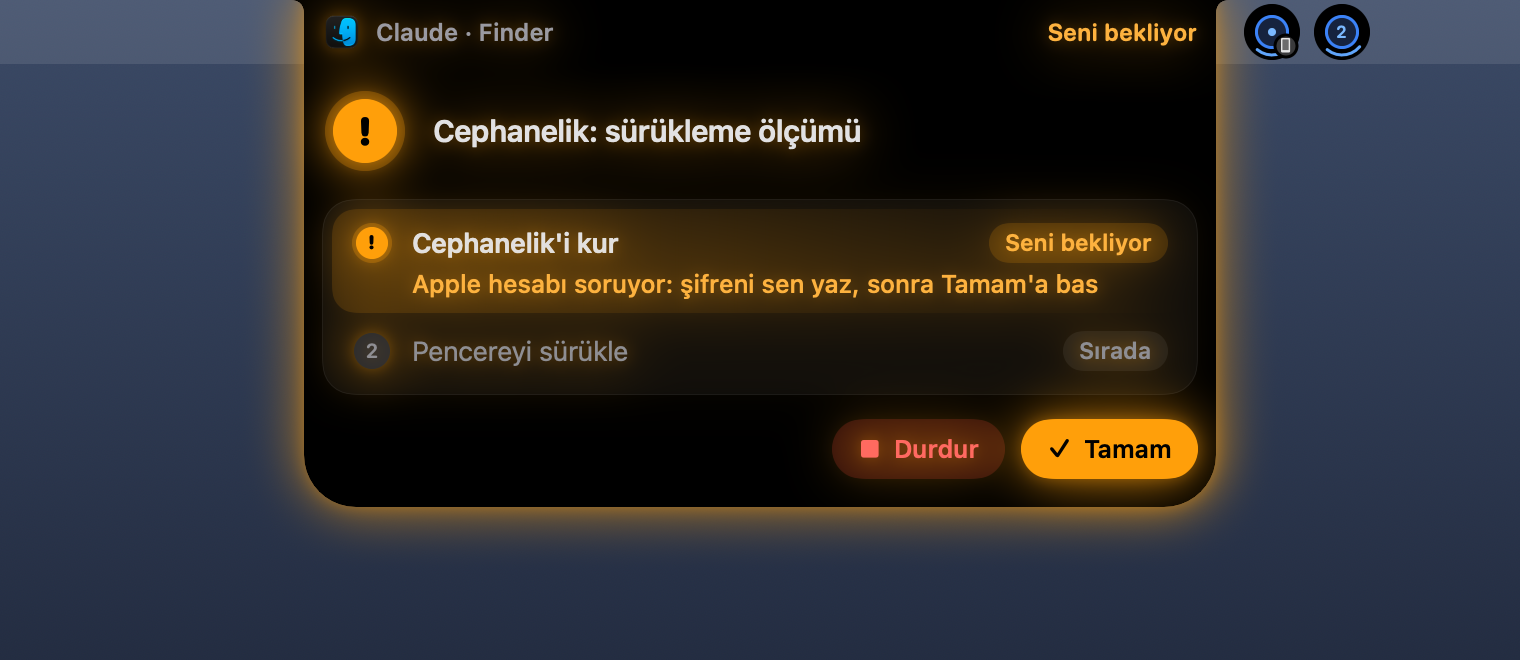 Claude · Finder
Seni bekliyor
2
!
Cephanelik: sürükleme ölçümü
!
Cephanelik'i kur
Seni bekliyor
Apple hesabı soruyor: şifreni sen yaz, sonra Tamam'a bas
2
Pencereyi sürükle
Sırada
Durdur
Tamam